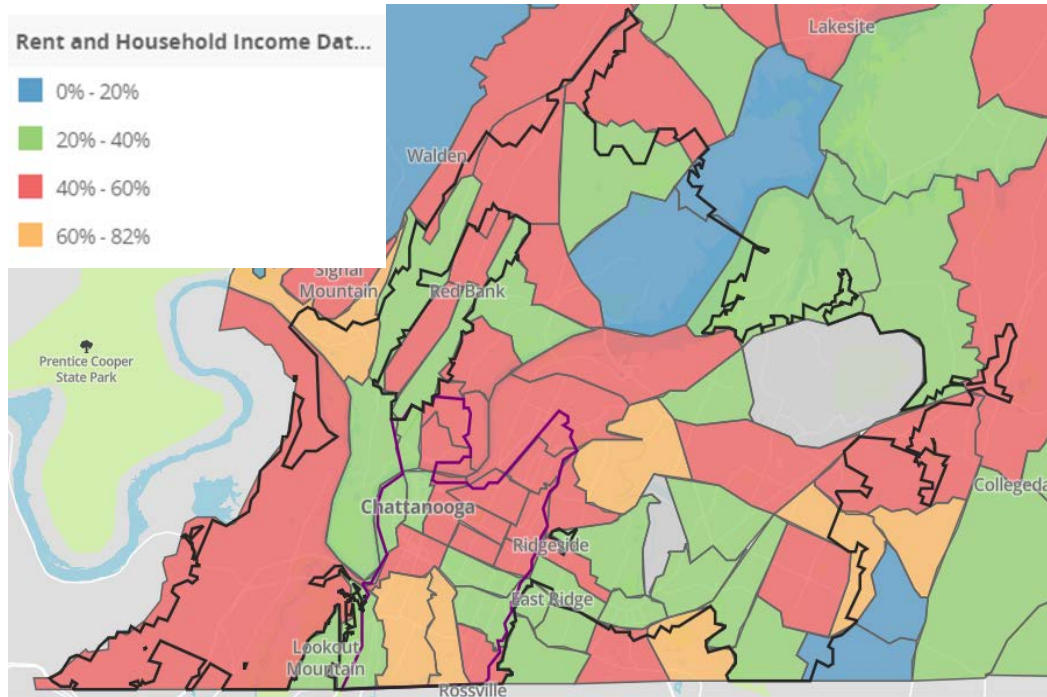 Rent and Household Income Dat...
0% - 20%
20% - 40%
40% - 60%
60% - 82%
Lakesite
Walden
Signal
Mountain
Red Bank
Prentice Cooper
State Park
Collegeda
Chattanooga
Ridgeside
East Ridge
Lookout
Mountain
Rossville